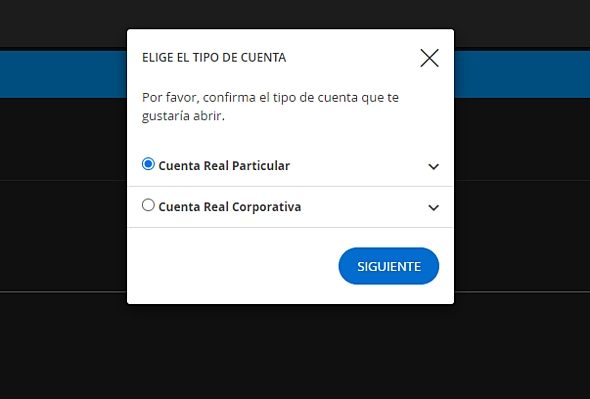 ELIGE EL TIPO DE CUENTA
Por favor, confirma el tipo de cuenta que te
gustaría abrir.
Cuenta Real Particular
Cuenta Real Corporativa
SIGUIENTE